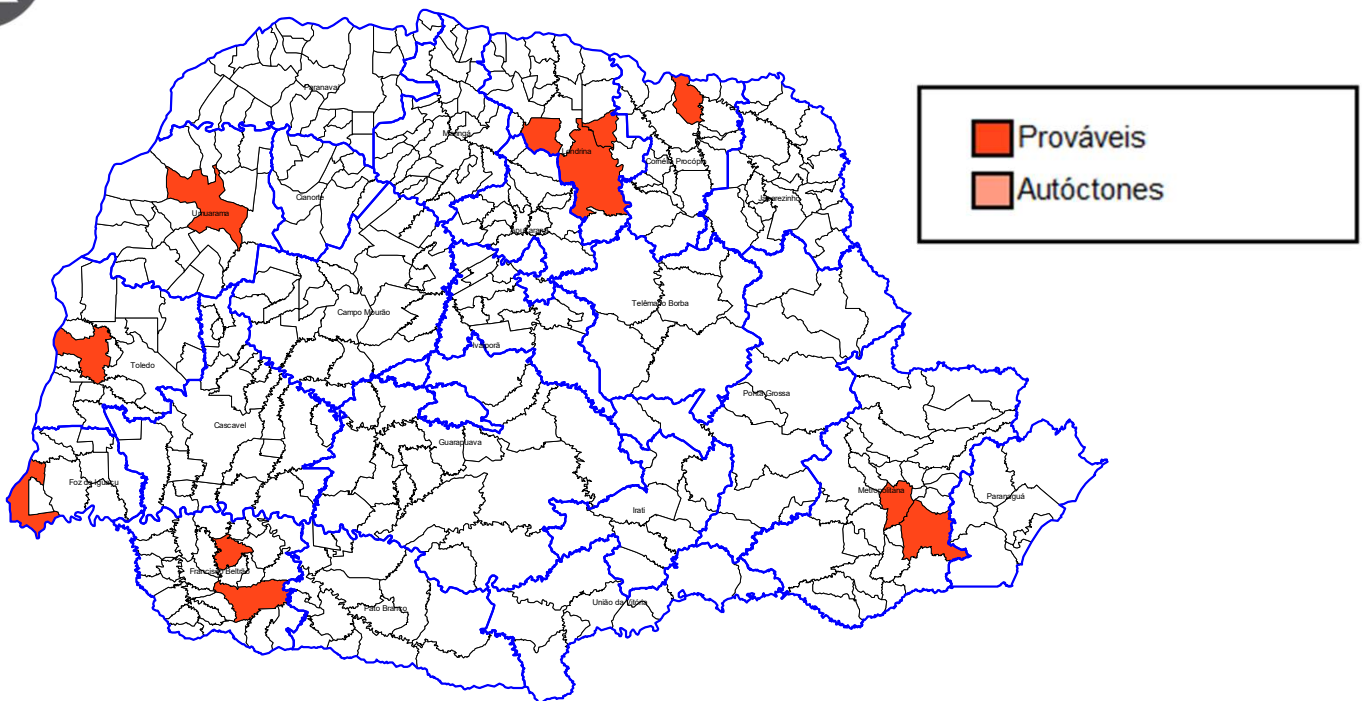 Prováveis
Autóctones
Paranavaí
Maringá
Londrina
Cornélio Procópio
Jacarezinho
Umuarama
Cianorte
Apucarana
Campo Mourão
Telêmaco Borba
Ivaiporã
Toledo
Ponta Grossa
Cascavel
Guarapuava
Foz do Iguaçu
Metropolitana
Paranaguá
Irati
Francisco Beltrão
Pato Branco
União da Vitória